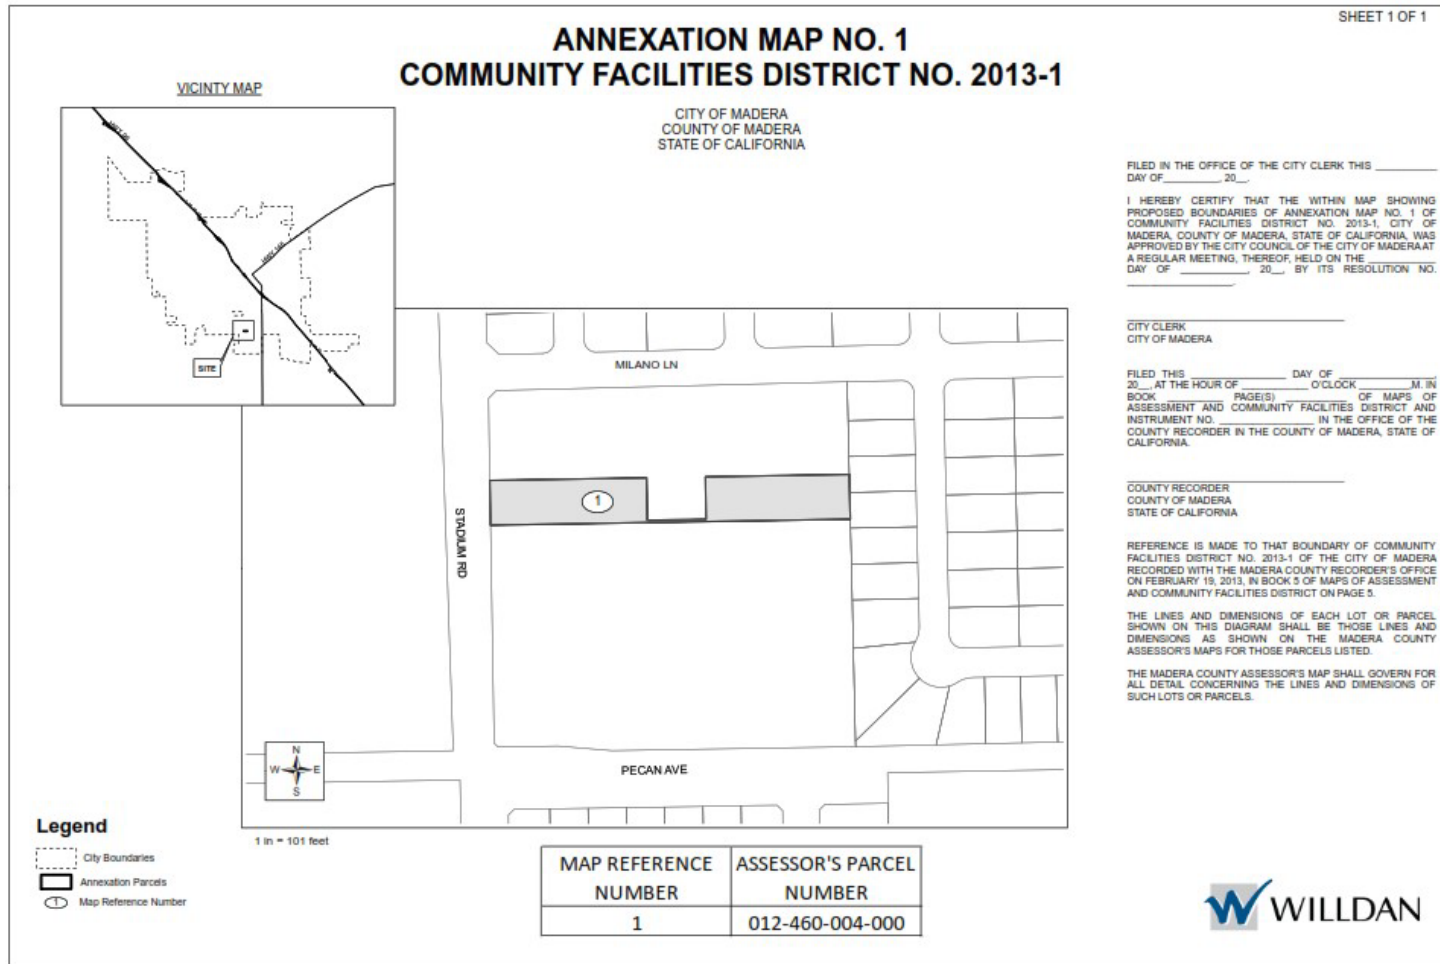 SHEET 1 OF 1
ANNEXATION MAP NO. 1
COMMUNITY FACILITIES DISTRICT NO. 2013-1
CITY OF MADERA
COUNTY OF MADERA
STATE OF CALIFORNIA
VICINTY MAP
SITE
FILED IN THE OFFICE OF THE CITY CLERK THIS __________
DAY OF_________, 20__.
I HEREBY CERTIFY THAT THE WITHIN MAP SHOWING
PROPOSED BOUNDARIES OF ANNEXATION MAP NO. 1 OF
COMMUNITY FACILITIES DISTRICT NO. 2013-1, CITY OF
MADERA, COUNTY OF MADERA, STATE OF CALIFORNIA, WAS
APPROVED BY THE CITY COUNCIL OF THE CITY OF MADERA AT
A REGULAR MEETING, THEREOF, HELD ON THE ___________
DAY OF ___________, 20__, BY ITS RESOLUTION NO.
_________________.
CITY CLERK
CITY OF MADERA
FILED THIS _______________ DAY OF _______________,
20__, AT THE HOUR OF ___________ O'CLOCK ________,M. IN
BOOK _________ PAGE(S) __________ OF MAPS OF
ASSESSMENT AND COMMUNITY FACILITIES DISTRICT AND
INSTRUMENT NO. _______________ IN THE OFFICE OF THE
COUNTY RECORDER IN THE COUNTY OF MADERA, STATE OF
CALIFORNIA.
COUNTY RECORDER
COUNTY OF MADERA
STATE OF CALIFORNIA
REFERENCE IS MADE TO THAT BOUNDARY OF COMMUNITY
FACILITIES DISTRICT NO. 2013-1 OF THE CITY OF MADERA
RECORDED WITH THE MADERA COUNTY RECORDER'S OFFICE
ON FEBRUARY 19, 2013, IN BOOK 5 OF MAPS OF ASSESSMENT
AND COMMUNITY FACILITIES DISTRICT ON PAGE 5.
THE LINES AND DIMENSIONS OF EACH LOT OR PARCEL
SHOWN ON THIS DIAGRAM SHALL BE THOSE LINES AND
DIMENSIONS AS SHOWN ON THE MADERA COUNTY
ASSESSOR'S MAPS FOR THOSE PARCELS LISTED.
THE MADERA COUNTY ASSESSOR'S MAP SHALL GOVERN FOR
ALL DETAIL CONCERNING THE LINES AND DIMENSIONS OF
SUCH LOTS OR PARCELS.
MILANO LN
1
STADIUM RD
PECAN AVE
N
W E
S
1 in = 101 feet
Legend
City Boundaries
Annexation Parcels
1 Map Reference Number
MAP REFERENCE NUMBER ASSESSOR'S PARCEL NUMBER
1 012-460-004-000
WILLDAN